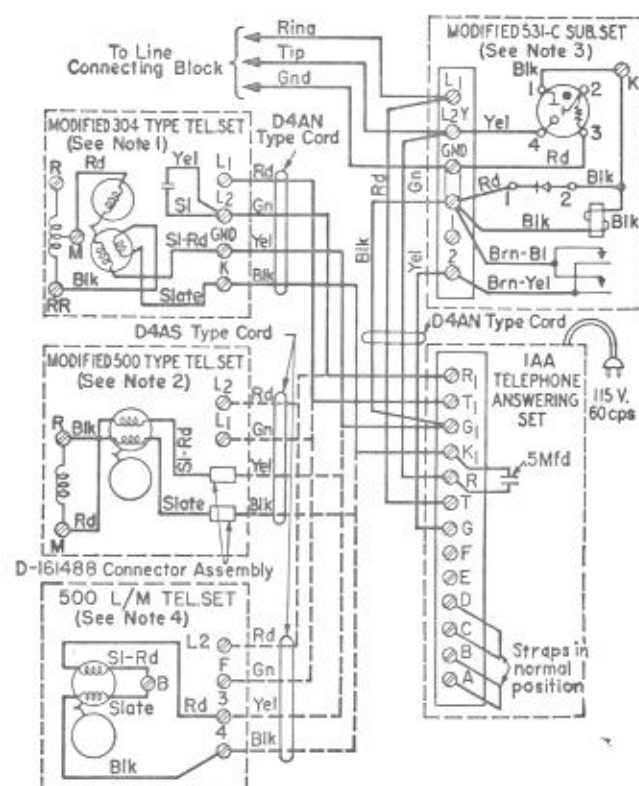 Ring
To Line
Connecting Block
Tip
Gnd
MODIFIED 531-C SUB.SET
(See Note 3)
Blk
K
L1
1
2
L2Y
Yel
4
3
GND
Rd
Rd
Gn
Rd
1
2
Blk
Blk
Blk
Blk
Brn-Bl
2
Yel
Brn-Yel
D4AN Type Cord
MODIFIED 304 TYPE TEL.SET
(See Note 1)
D4AN
Type Cord
R
Rd
Yel
L1
Rd
L2
Gn
Sl
GND
Yel
M
Sl-Rd
K
Blk
Blk
Slate
RR
D4AS Type Cord
MODIFIED 500 TYPE TEL.SET
(See Note 2)
L2
Rd
R
Blk
L1
Gn
Sl-Rd
Yel
Slate
Blk
Rd
M
D-161488 Connector Assembly
500 L/M TEL.SET
(See Note 4)
L2
Rd
Sl-Rd
F
Gn
B
3
Slate
Rd
Yel
4
Blk
Blk
1AA
TELEPHONE
ANSWERING
SET
115 V.
60 cps
R1
T1
G1
K1
.5Mfd
R
T
G
F
E
D
C
B
A
Straps in
normal
position